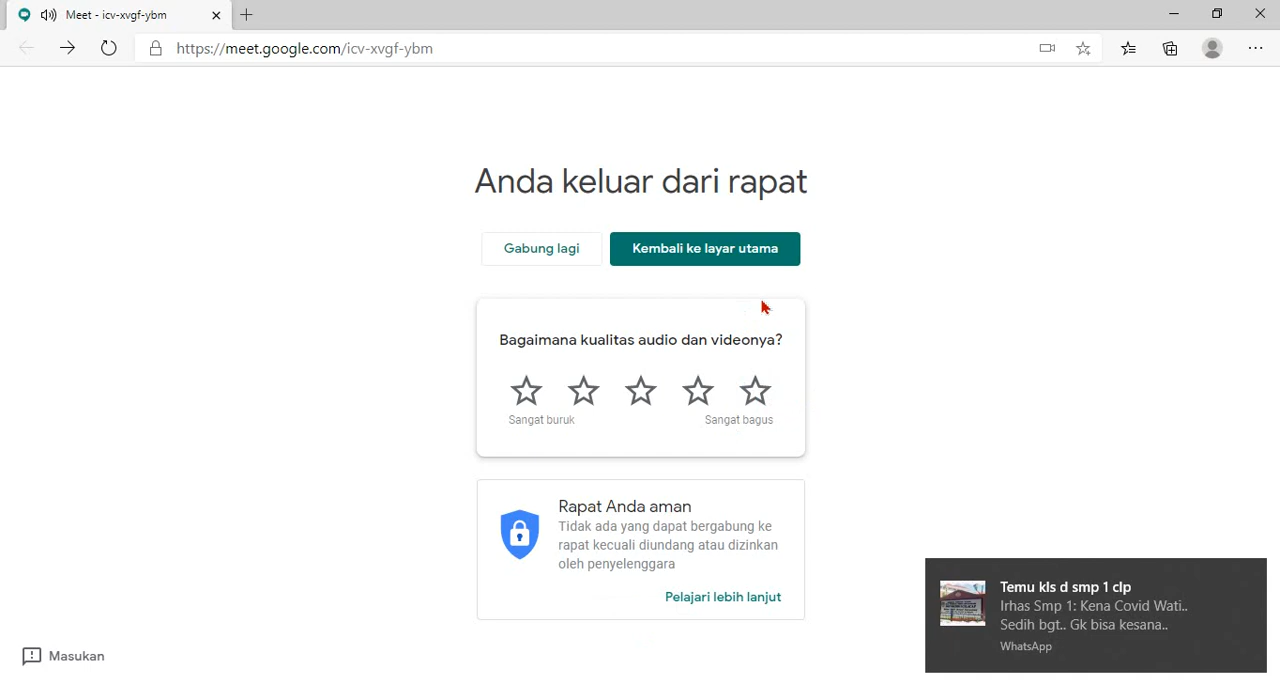 Meet - icv-xvgf-ybm
https://meet.google.com/icv-xvgf-ybm
Anda keluar dari rapat
Gabung lagi
Kembali ke layar utama
Bagaimana kualitas audio dan videonya?
Sangat buruk
Sangat bagus
Rapat Anda aman
Tidak ada yang dapat bergabung ke
rapat kecuali diundang atau diizinkan
oleh penyelenggara
Pelajari lebih lanjut
Temu kls d smp 1 clp
Irhas Smp 1: Kena Covid Wati..
Sedih bgt.. Gk bisa kesana..
WhatsApp
Masukan